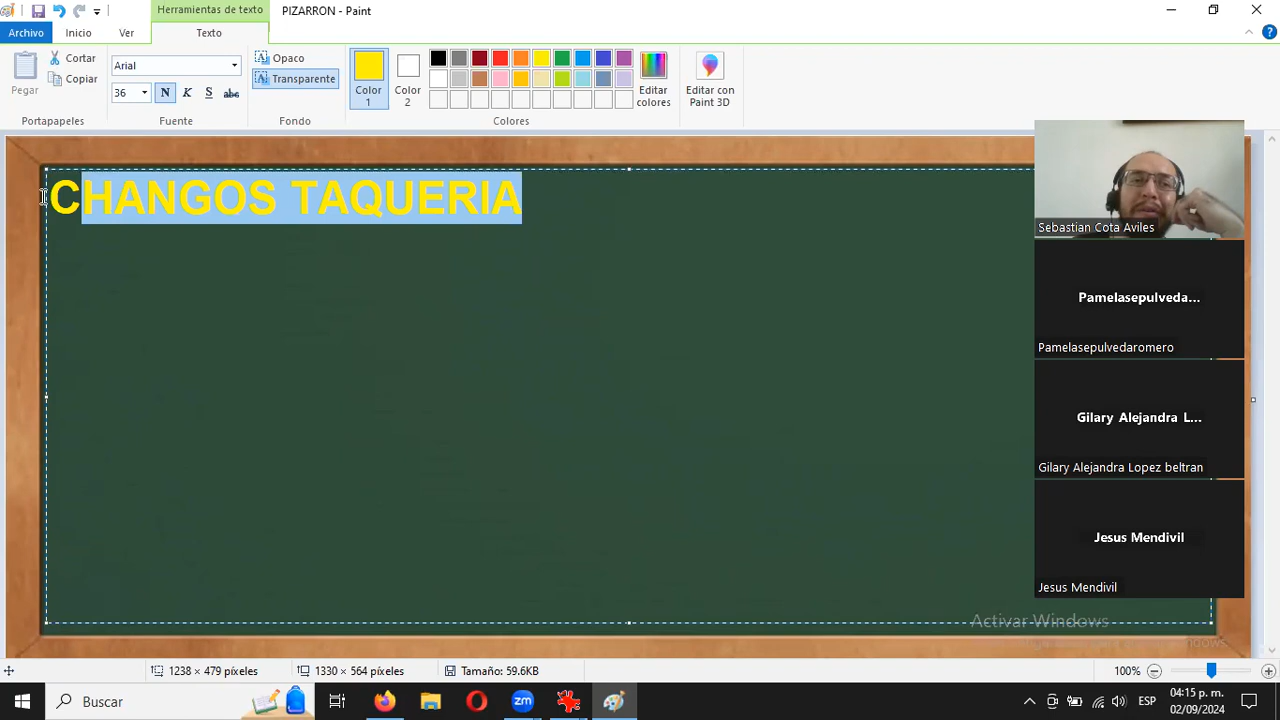 Herramientas de texto
PIZARRON - Paint
Archivo
Inicio
Ver
Texto
Pegar
Cortar
Copiar
Portapapeles
Arial
36
N
K
S
abc
Fuente
Opaco
Transparente
Fondo
Color 1
Color 2
Editar colores
Colores
Editar con Paint 3D
CHANGOS TAQUERIA
Sebastian Cota Aviles
Pamelasepulveda...
Pamelasepulvedaromero
Gilary Alejandra L...
Gilary Alejandra Lopez beltran
Jesus Mendivil
Jesus Mendivil
Activar Windows
1238 × 479 píxeles
1330 × 564 píxeles
Tamaño: 59.6KB
100%
Buscar
zm
ESP
04:15 p. m.
02/09/2024